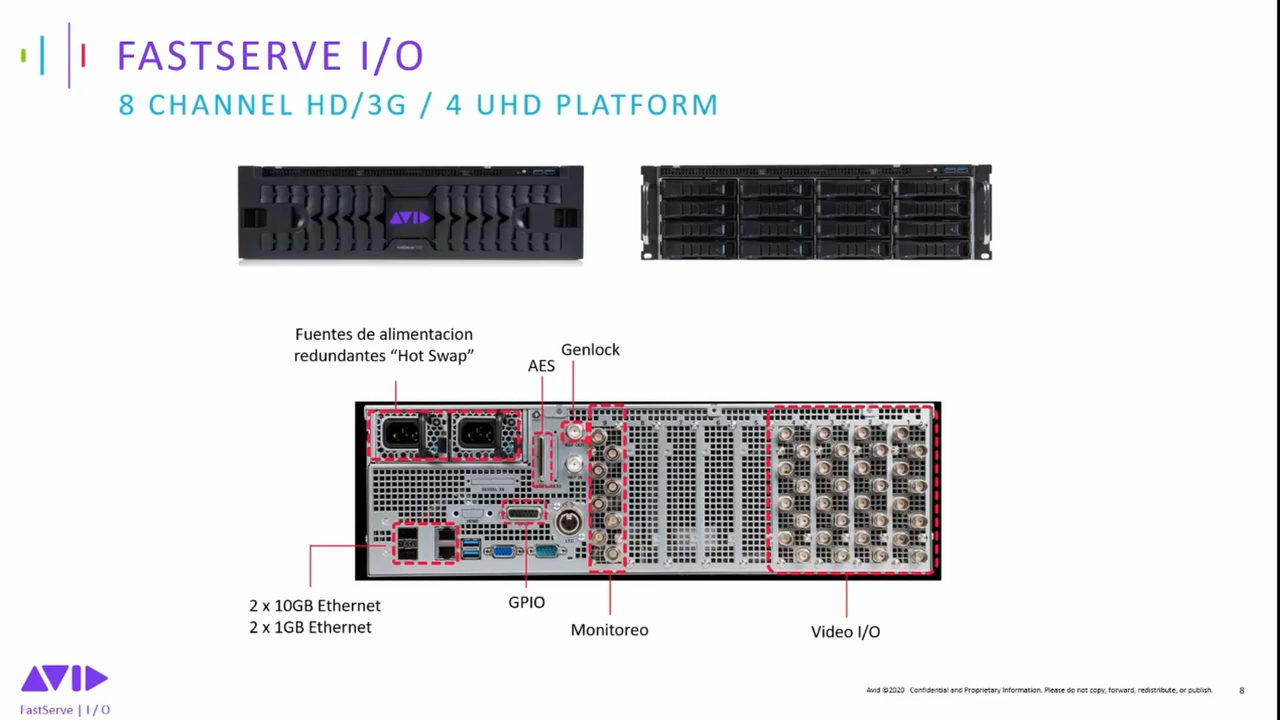 FASTSERVE I/O
8 CHANNEL HD/3G / 4 UHD PLATFORM
AVID
Fuentes de alimentacion
redundantes “Hot Swap”
AES
Genlock
2 x 10GB Ethernet
2 x 1GB Ethernet
GPIO
Monitoreo
Video I/O
AVID
FastServe | I/O
Avid ©2020 Confidential and Proprietary Information. Please do not copy, forward, redistribute, or publish.
8